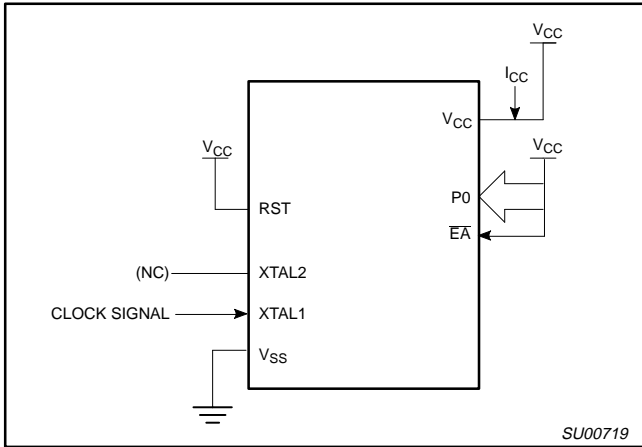 VCC
ICC
VCC
VCC
VCC
RST
P0
EA
(NC)
XTAL2
CLOCK SIGNAL
XTAL1
VSS
SU00719